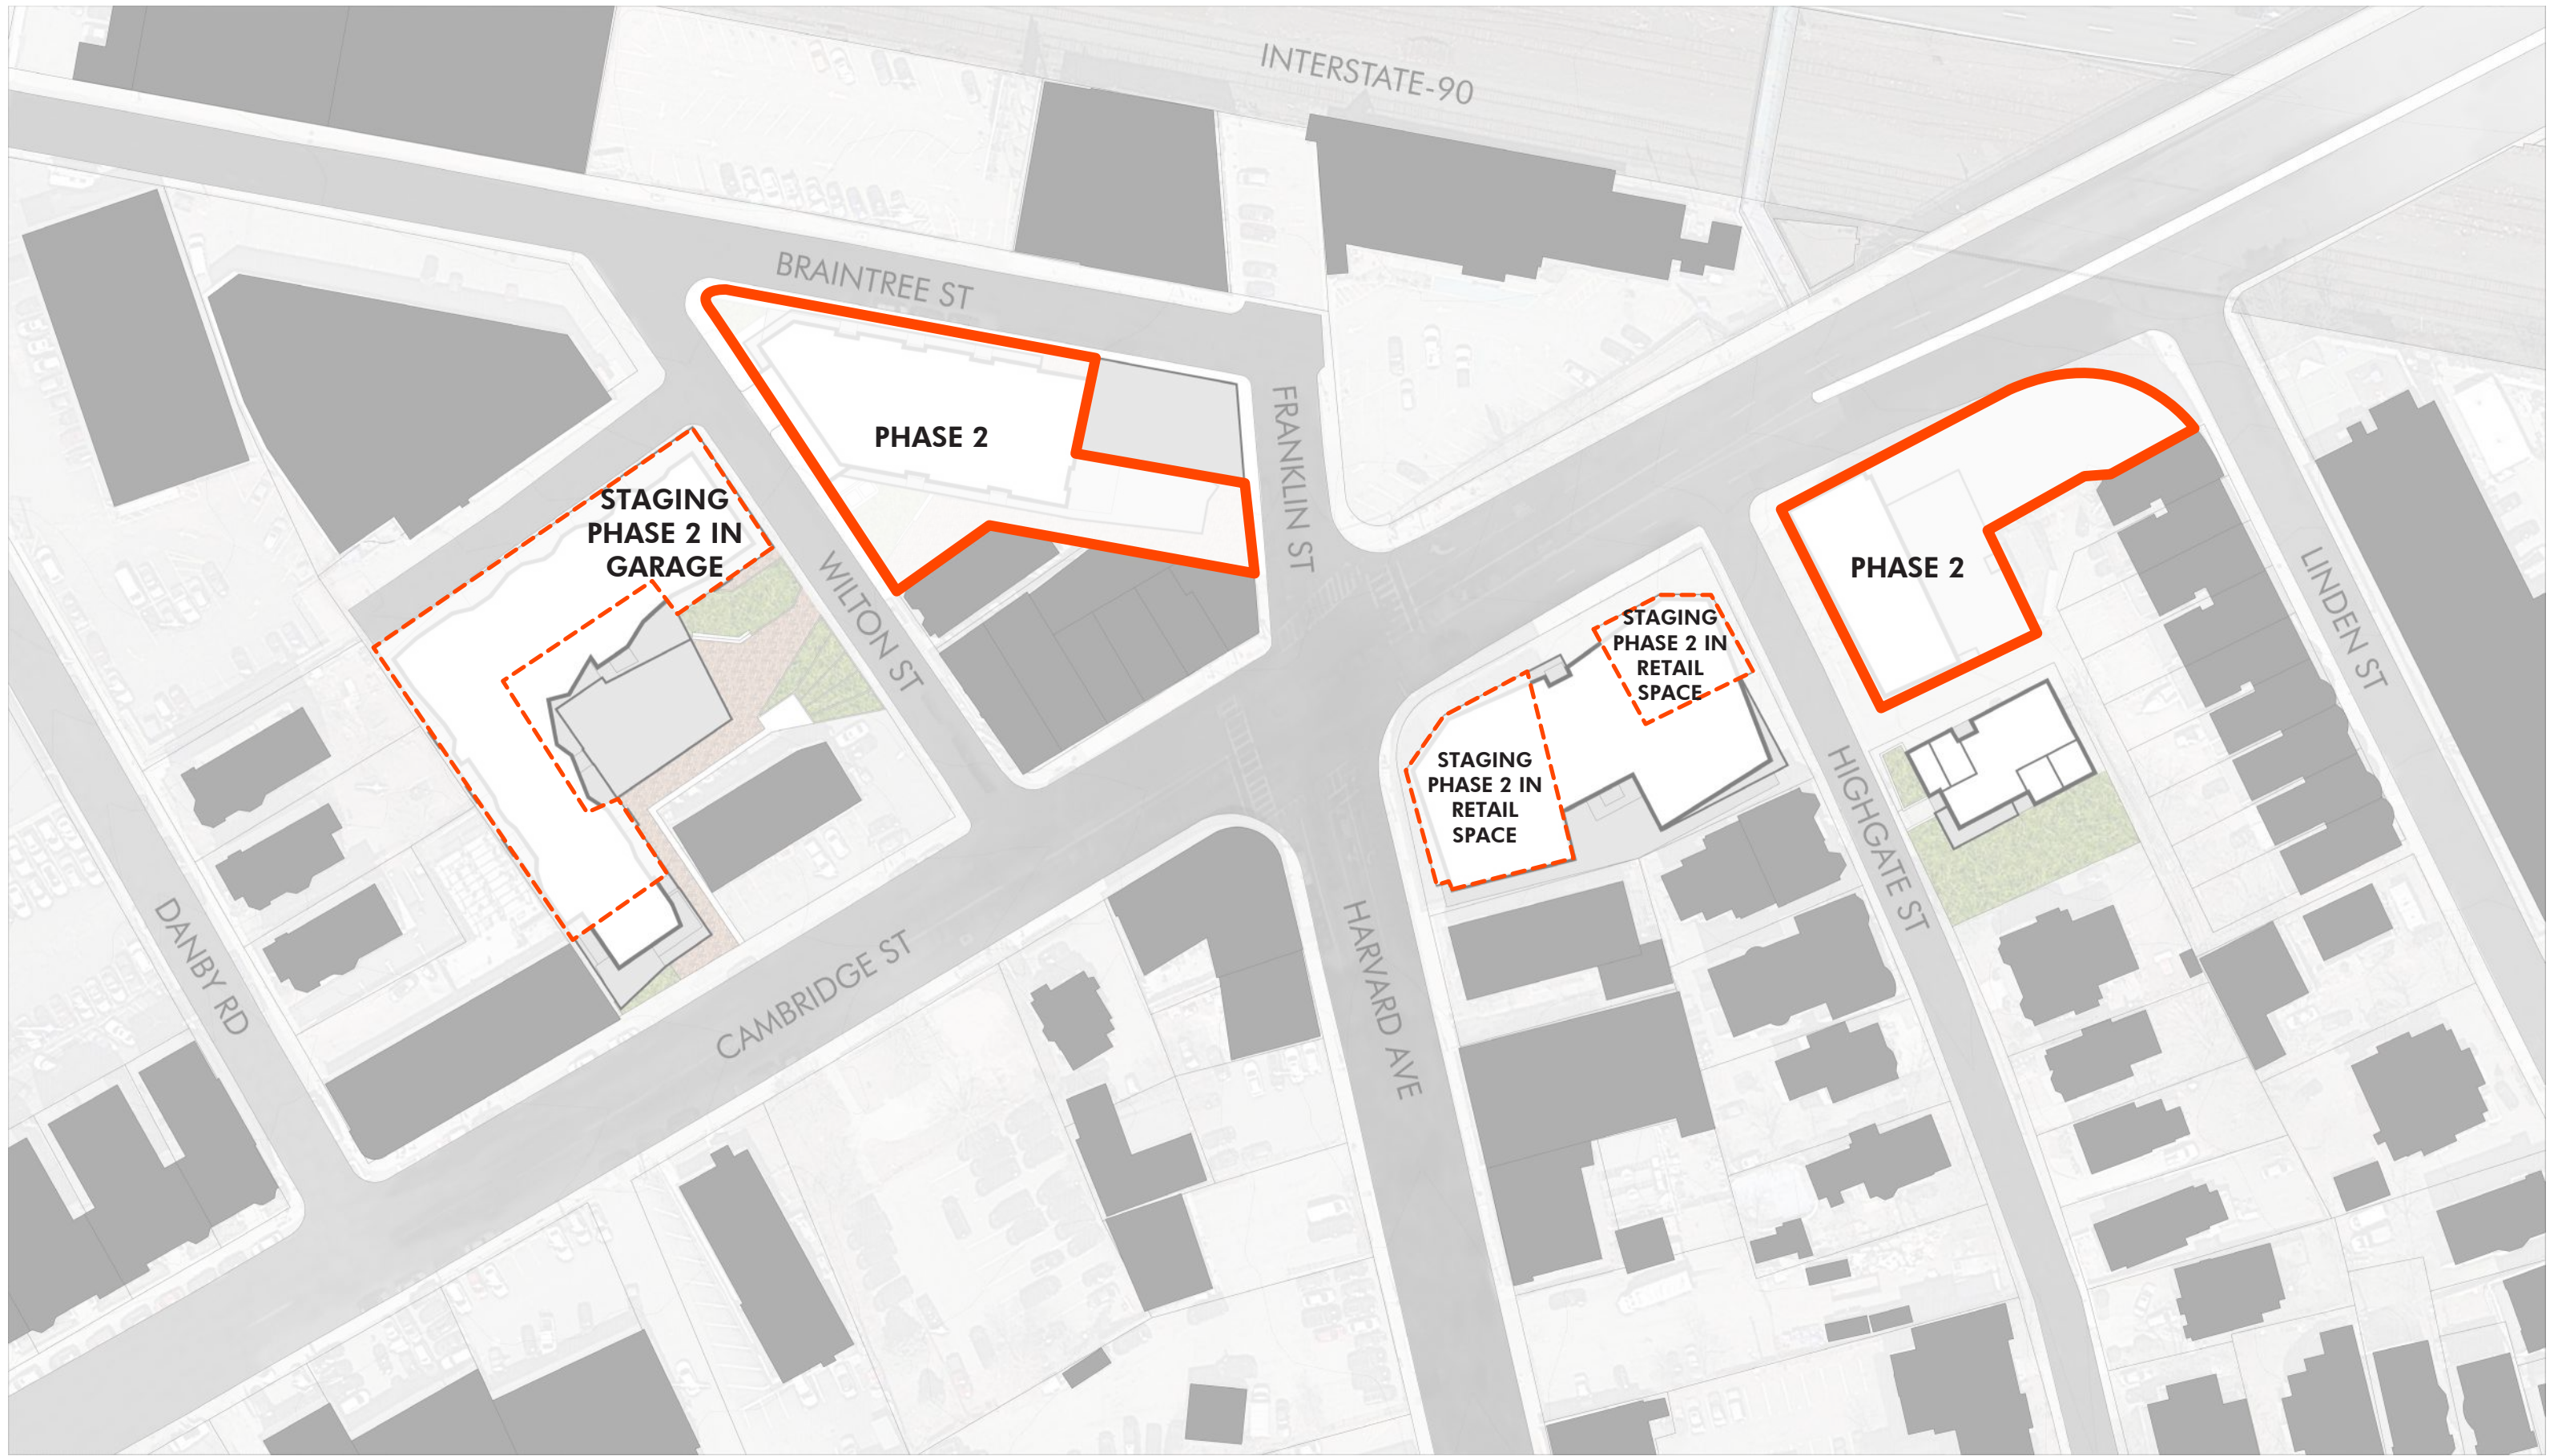 INTERSTATE-90
BRAINTREE ST
FRANKLIN ST
PHASE 2
STAGING
PHASE 2 IN
GARAGE
WILTON ST
PHASE 2
STAGING
PHASE 2 IN
RETAIL
SPACE
STAGING
PHASE 2 IN
RETAIL
SPACE
LINDEN ST
HIGHGATE ST
DANBY RD
CAMBRIDGE ST
HARVARD AVE